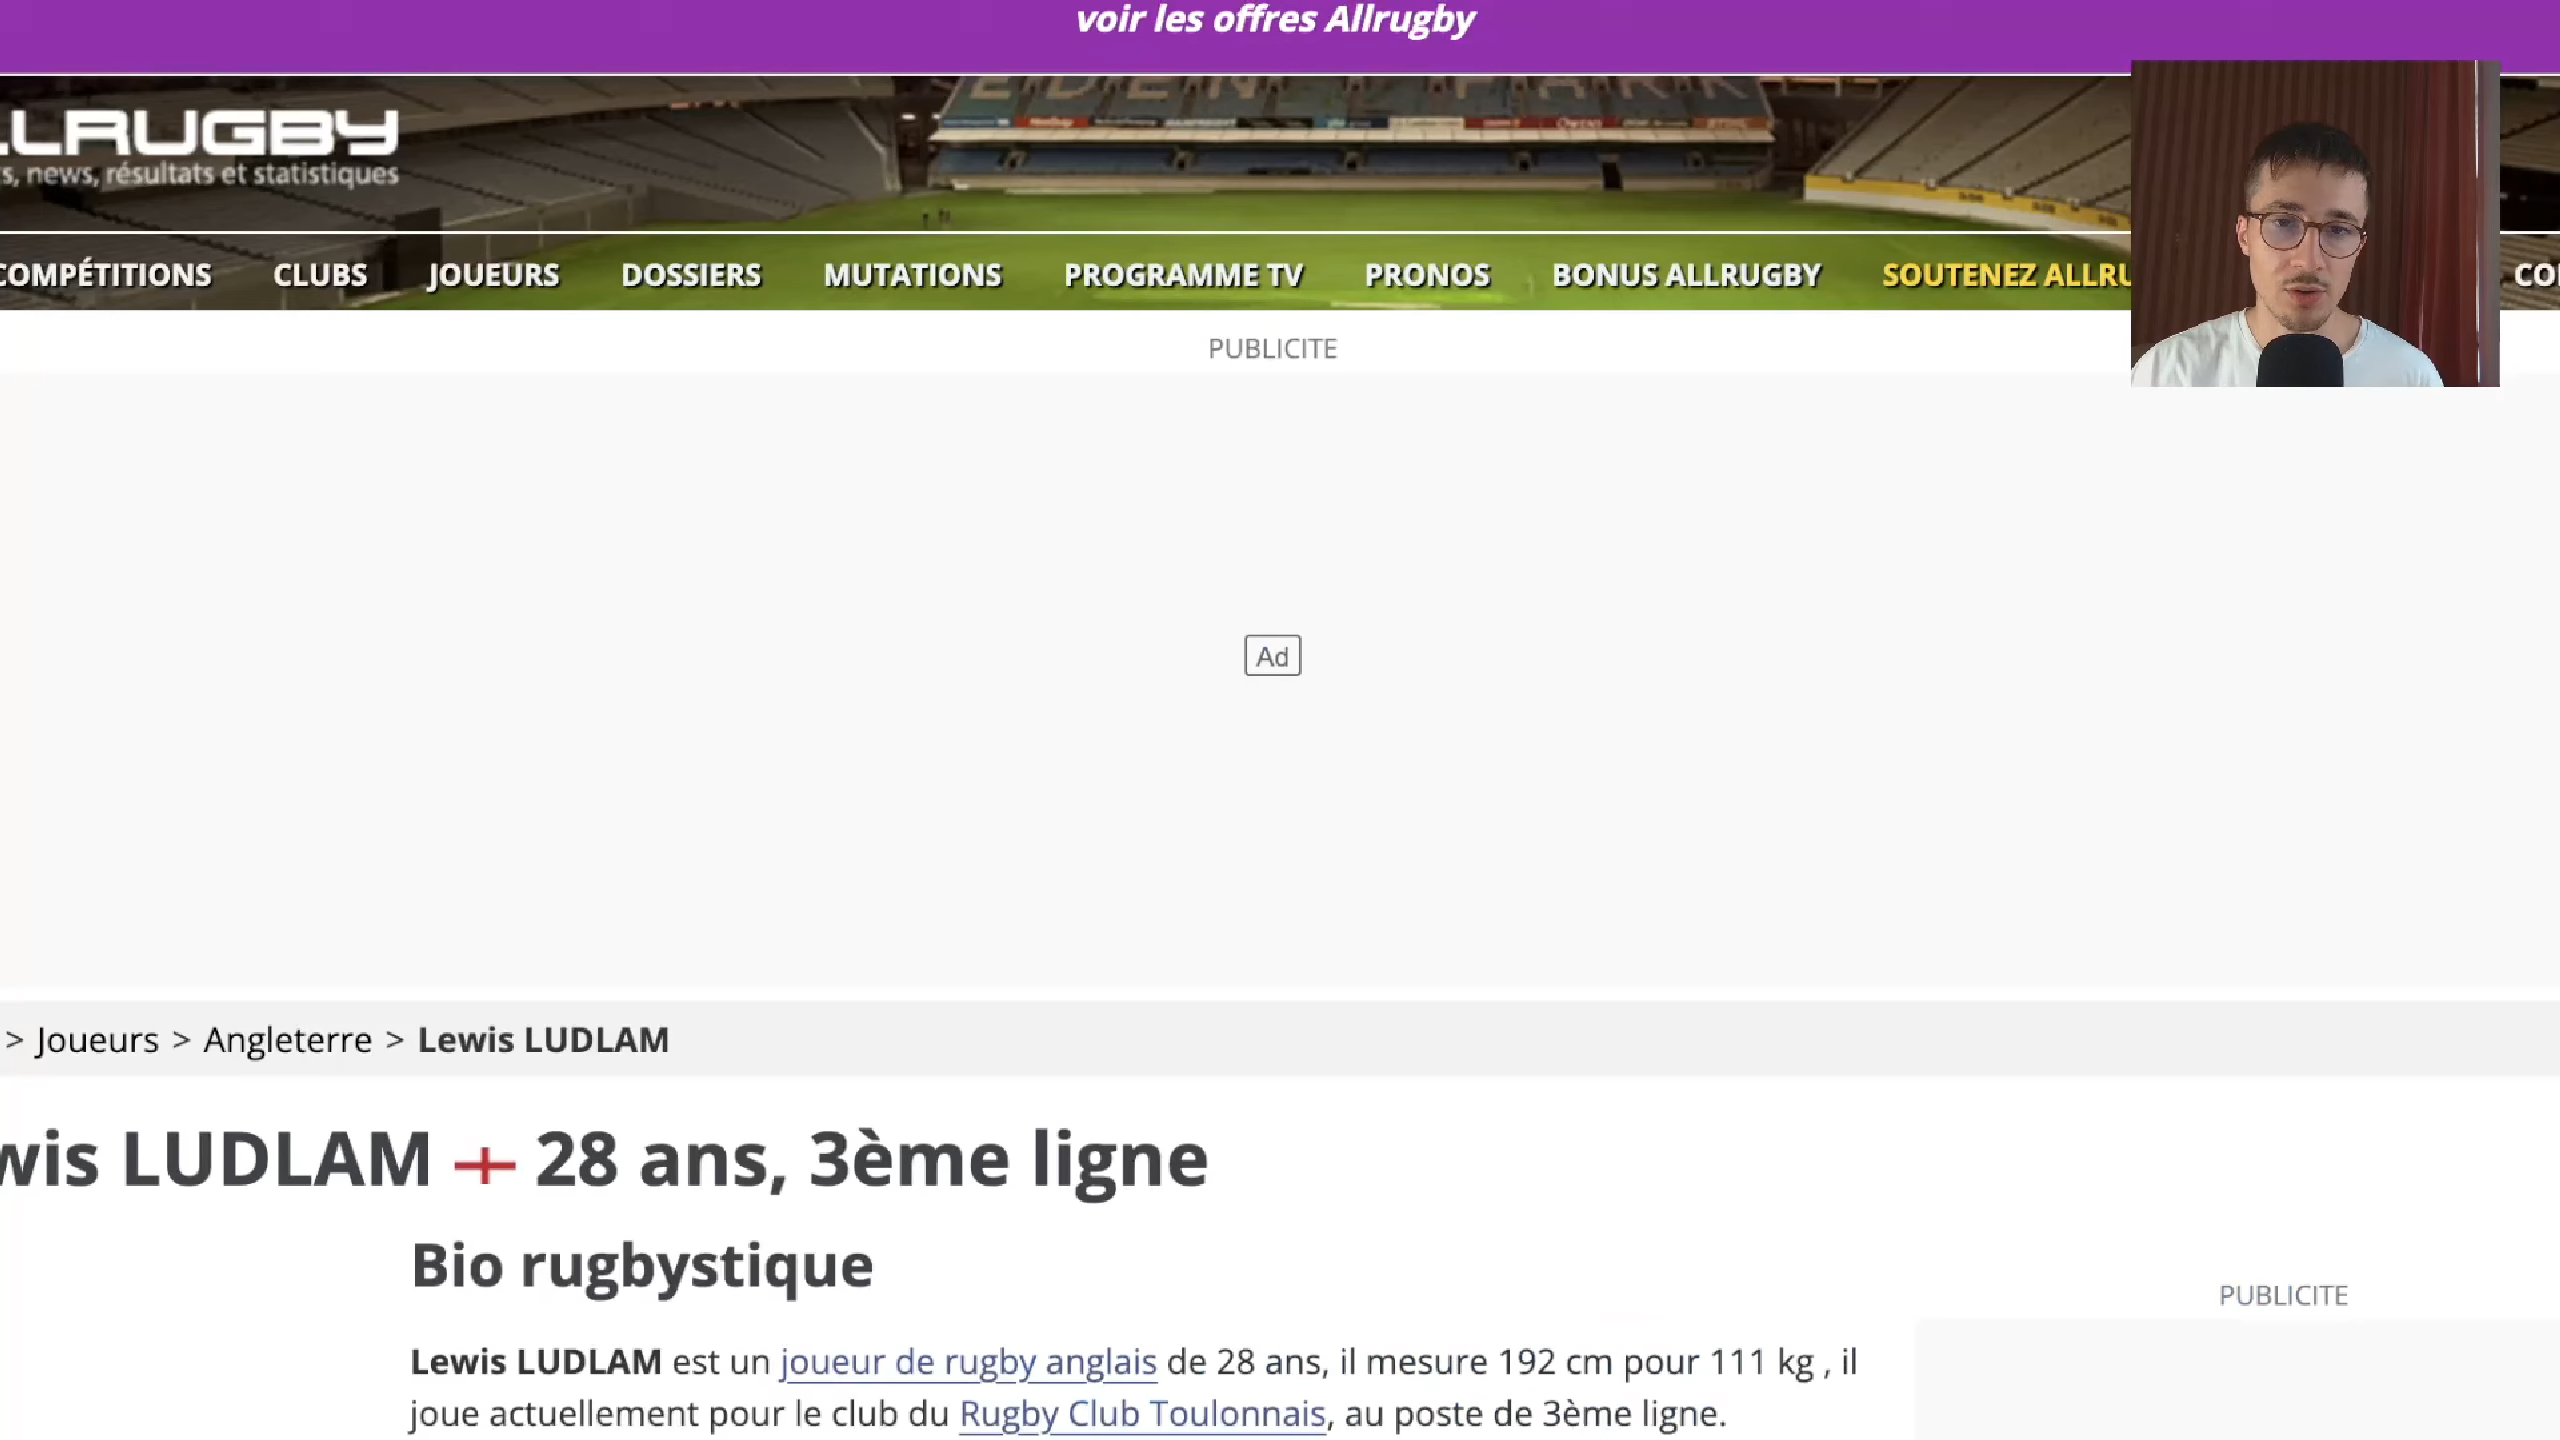 voir les offres Allrugby
EDEN PARK
LLRUGBY
s, news, résultats et statistiques
COMPÉTITIONS CLUBS JOUEURS DOSSIERS MUTATIONS PROGRAMME TV PRONOS BONUS ALLRUGBY SOUTENEZ ALLRU CO
PUBLICITE
Ad
> Joueurs > Angleterre > Lewis LUDLAM
wis LUDLAM 28 ans, 3ème ligne
Bio rugbystique
PUBLICITE
Lewis LUDLAM est un joueur de rugby anglais de 28 ans, il mesure 192 cm pour 111 kg , il
joue actuellement pour le club du Rugby Club Toulonnais, au poste de 3ème ligne.